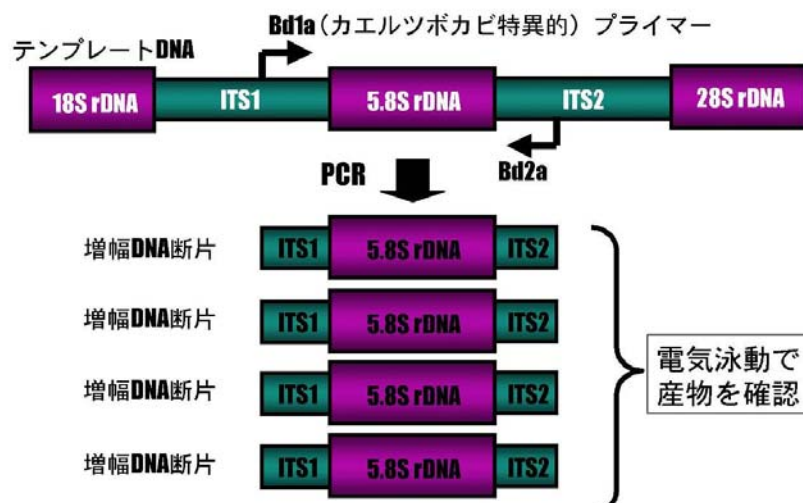 Bd1a(カエルツボカビ特異的)プライマー
テンプレートDNA
18S rDNA ITS1 5.8S rDNA ITS2 28S rDNA
Bd2a
PCR
増幅DNA断片 ITS1 5.8S rDNA ITS2
増幅DNA断片 ITS1 5.8S rDNA ITS2
増幅DNA断片 ITS1 5.8S rDNA ITS2
増幅DNA断片 ITS1 5.8S rDNA ITS2
電気泳動で
産物を確認